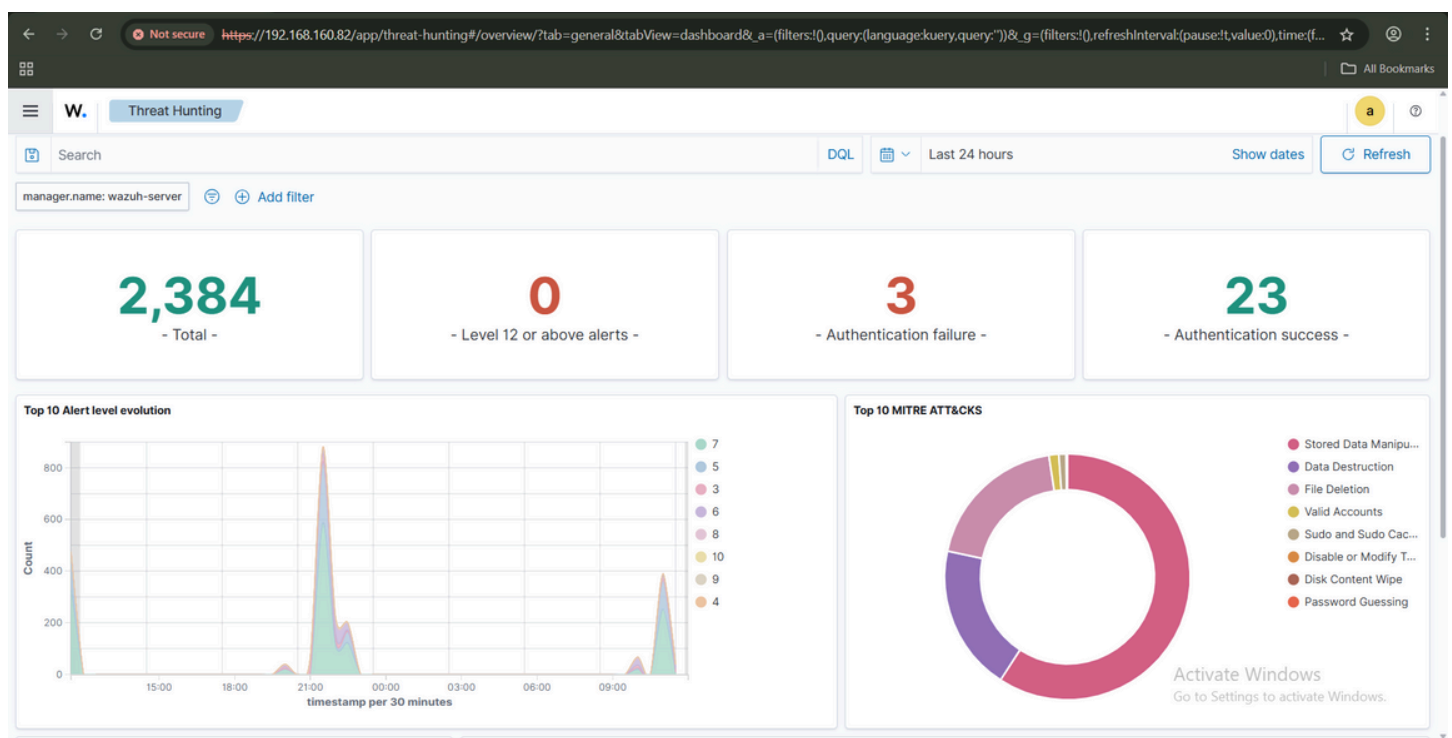 Not secure https://192.168.160.82/app/threat-hunting#/overview/?tab=general&tabView=dashboard&_a=(filters:!(),query:(language:kuery,query:''))&_g=(filters:!(),refreshInterval:(pause:!t,value:0),time:(f...
All Bookmarks
W. Threat Hunting a
Search DQL Last 24 hours Show dates Refresh
manager.name: wazuh-server Add filter
2,384
- Total -
0
- Level 12 or above alerts -
3
- Authentication failure -
23
- Authentication success -
Top 10 Alert level evolution
Count
800
600
400
200
0
15:00 18:00 21:00 00:00 03:00 06:00 09:00
timestamp per 30 minutes
7
5
3
6
8
10
9
4
Top 10 MITRE ATT&CKS
Stored Data Manipu...
Data Destruction
File Deletion
Valid Accounts
Sudo and Sudo Cac...
Disable or Modify T...
Disk Content Wipe
Password Guessing
Activate Windows
Go to Settings to activate Windows.